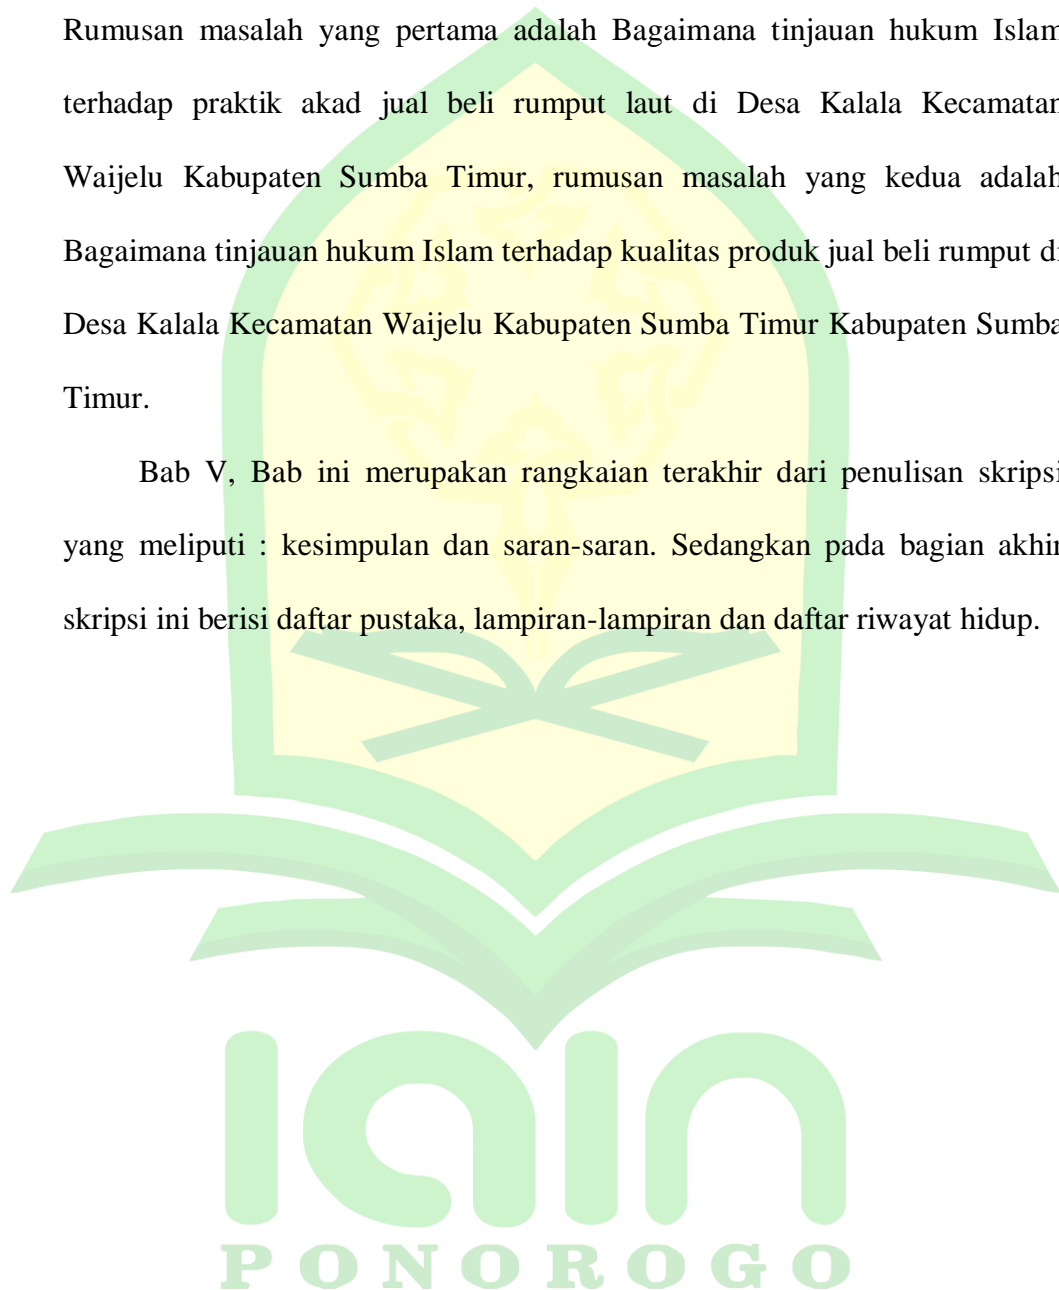 Rumusan masalah yang pertama adalah Bagaimana tinjauan hukum Islam
terhadap praktik akad jual beli rumput laut di Desa Kalala Kecamatan
Waijelu Kabupaten Sumba Timur, rumusan masalah yang kedua adalah
Bagaimana tinjauan hukum Islam terhadap kualitas produk jual beli rumput di
Desa Kalala Kecamatan Waijelu Kabupaten Sumba Timur Kabupaten Sumba
Timur.
Bab V, Bab ini merupakan rangkaian terakhir dari penulisan skripsi
yang meliputi : kesimpulan dan saran-saran. Sedangkan pada bagian akhir
skripsi ini berisi daftar pustaka, lampiran-lampiran dan daftar riwayat hidup.
IAIN
PONOROGO